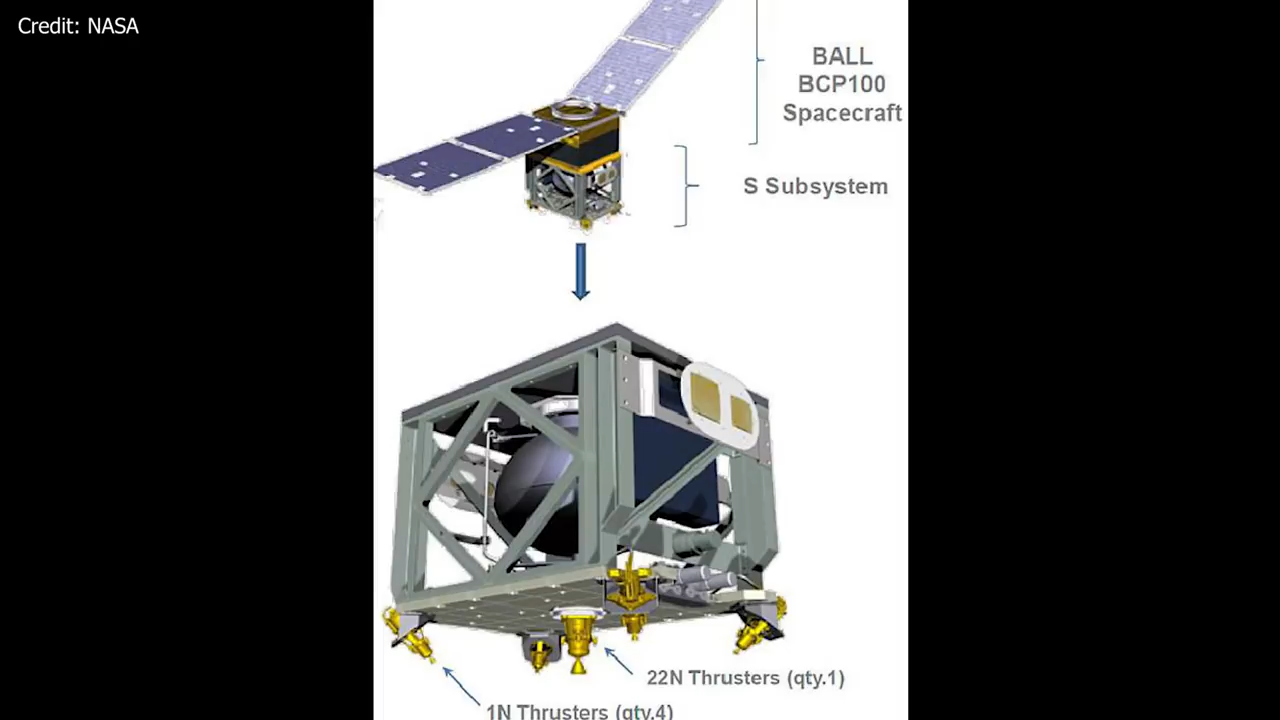 Credit: NASA
BALL
BCP100
Spacecraft
S Subsystem
22N Thrusters (qty.1)
1N Thrusters (qty.4)